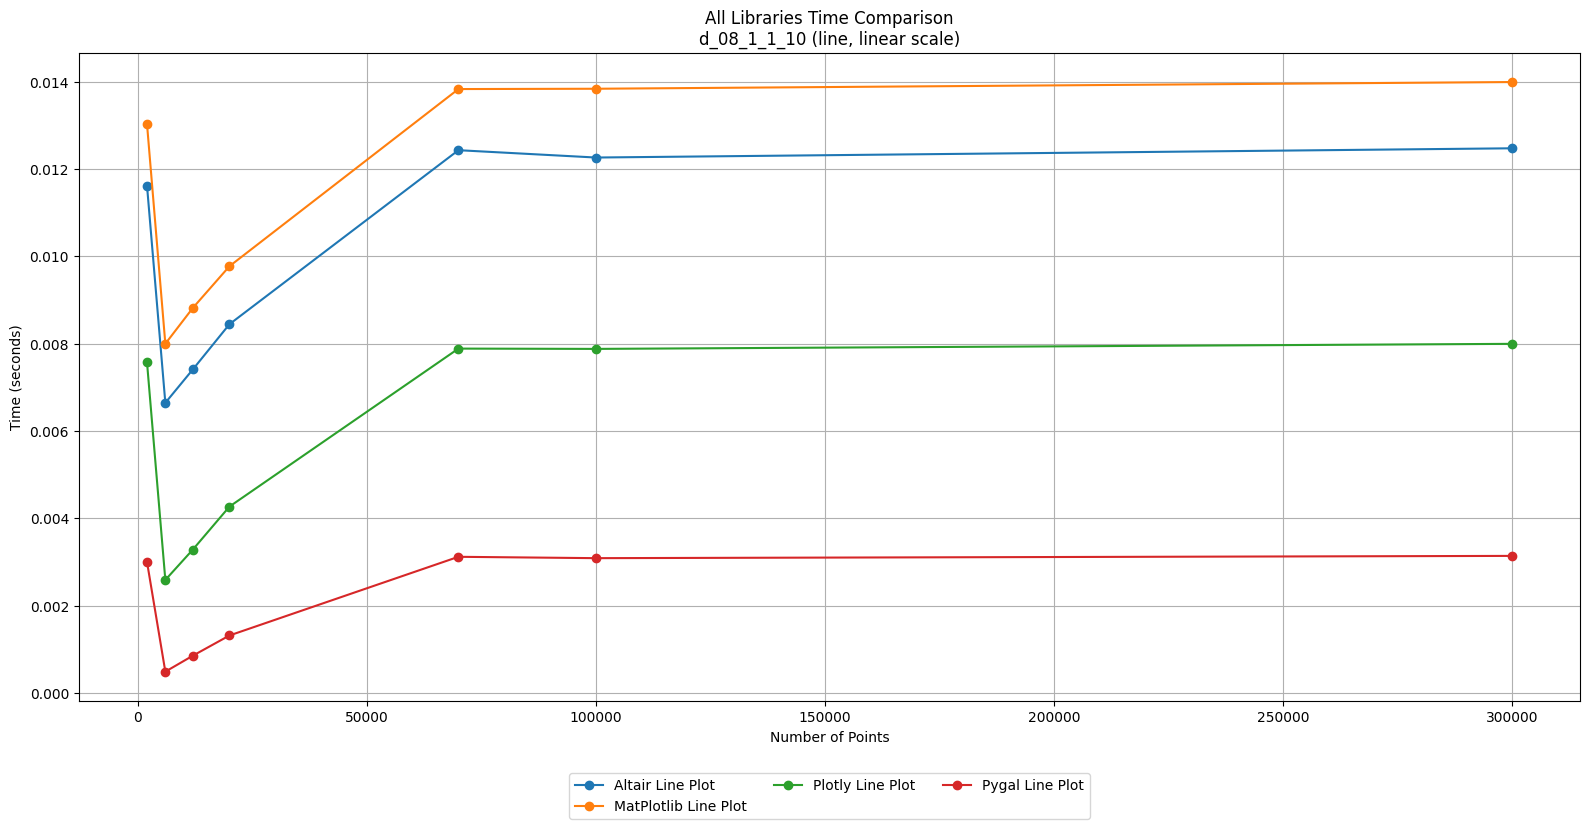 All Libraries Time Comparison
d_08_1_1_10 (line, linear scale)
Time (seconds)
0.014
0.012
0.010
0.008
0.006
0.004
0.002
0.000
0 50000 100000 150000 200000 250000 300000
Number of Points
Altair Line Plot Plotly Line Plot Pygal Line Plot
MatPlotlib Line Plot